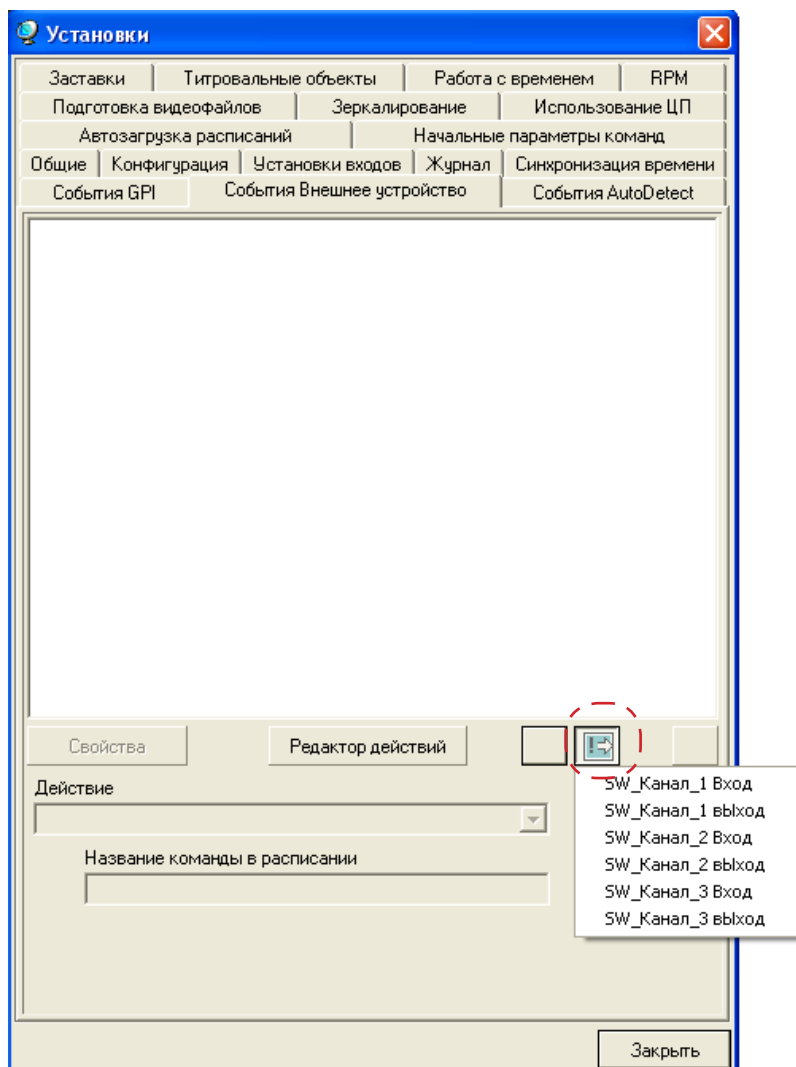 Установки
Заставки Титровальные объекты Работа с временем RPM
Подготовка видеофайлов Зеркалирование Использование ЦП
Автозагрузка расписаний Начальные параметры команд
Общие Конфигурация Установки входов Журнал Синхронизация времени
События GPI События Внешнее устройство События AutoDetect
Свойства Редактор действий
Действие
Название команды в расписании
SW_Канал_1 Вход
SW_Канал_1 вЫход
SW_Канал_2 Вход
SW_Канал_2 вЫход
SW_Канал_3 Вход
SW_Канал_3 вЫход
Закрыть